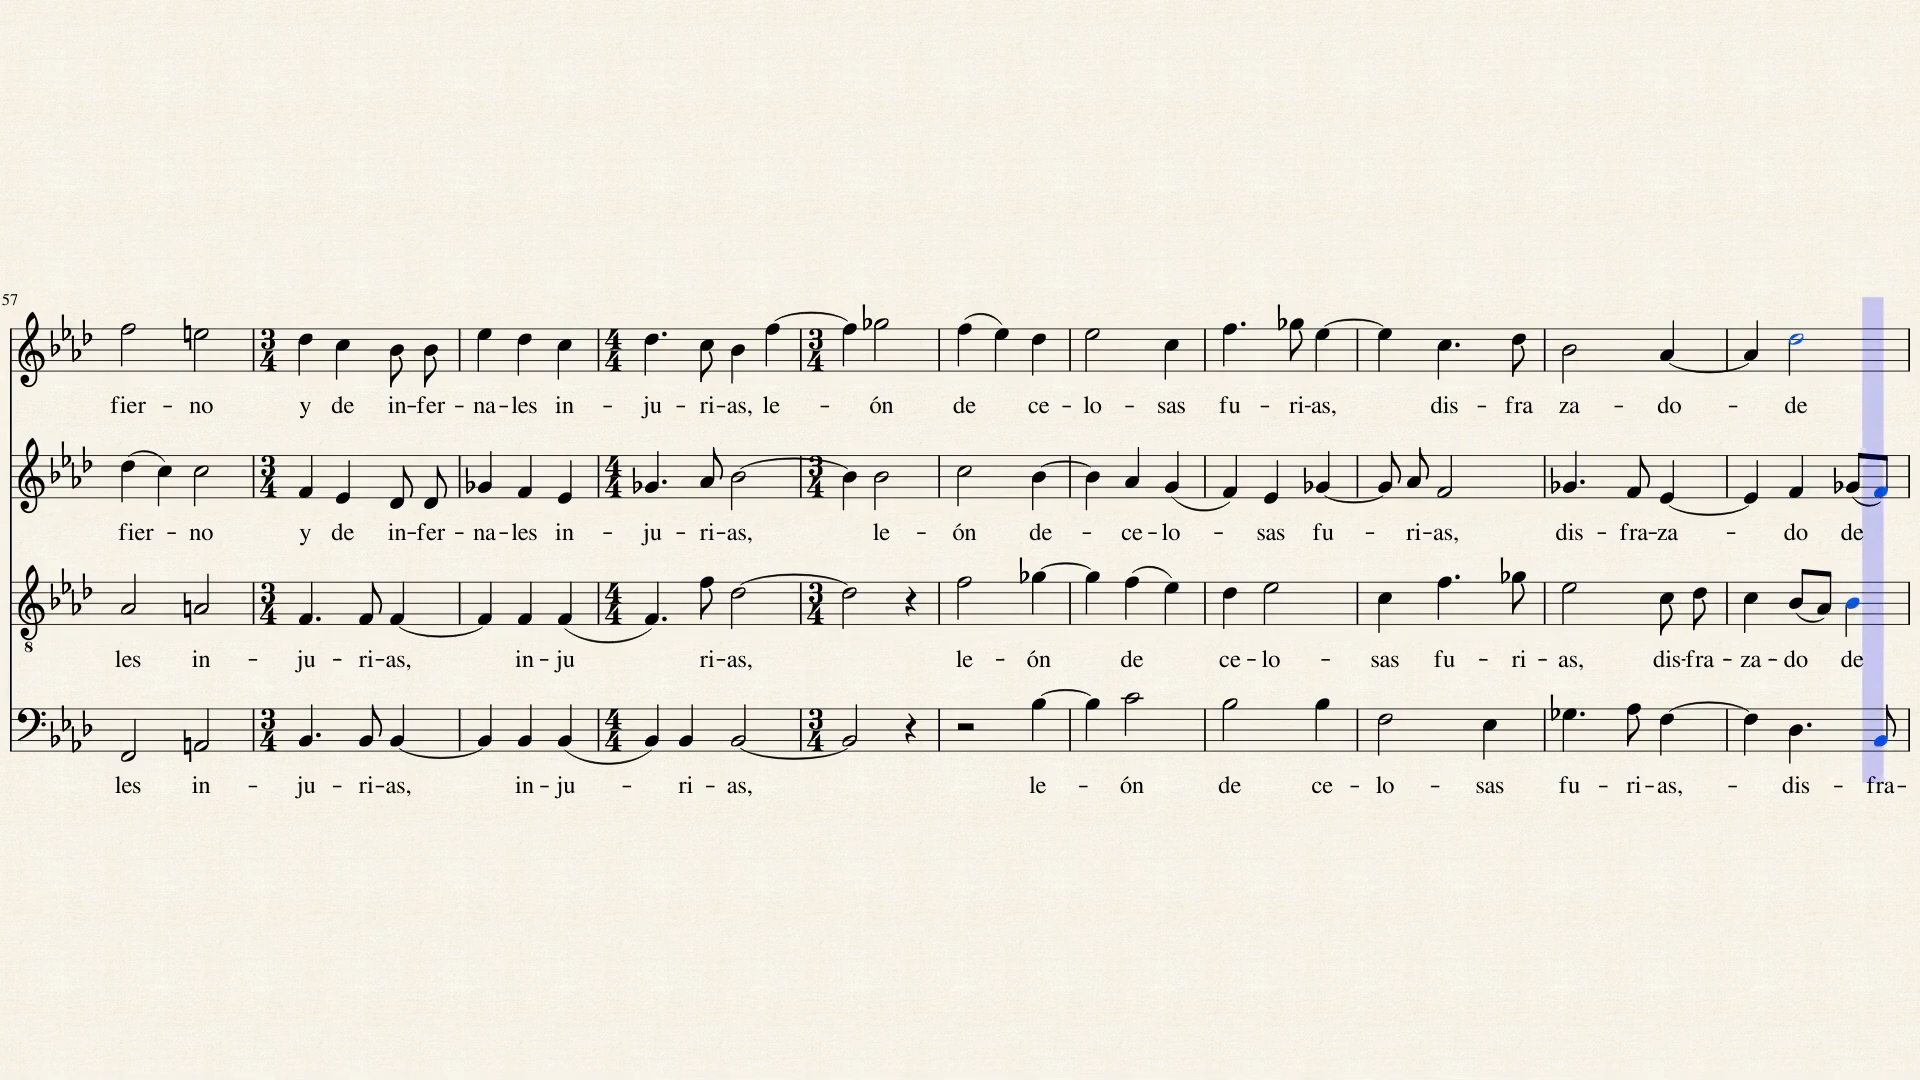 57
fier - no y de in-fer - na-les in - ju - ri-as, le - ón de ce - lo - sas fu - ri-as, dis - fra za - do - de
fier - no y de in-fer - na-les in - ju - ri-as, le - ón de - ce-lo - sas fu - ri-as, dis - fra-za - do de
8
les in - ju - ri-as, in-ju ri-as, le - ón de ce-lo - sas fu - ri - as, dis-fra - za - do de
les in - ju - ri-as, in-ju - ri - as, le - ón de ce - lo - sas fu - ri-as, - dis - fra-